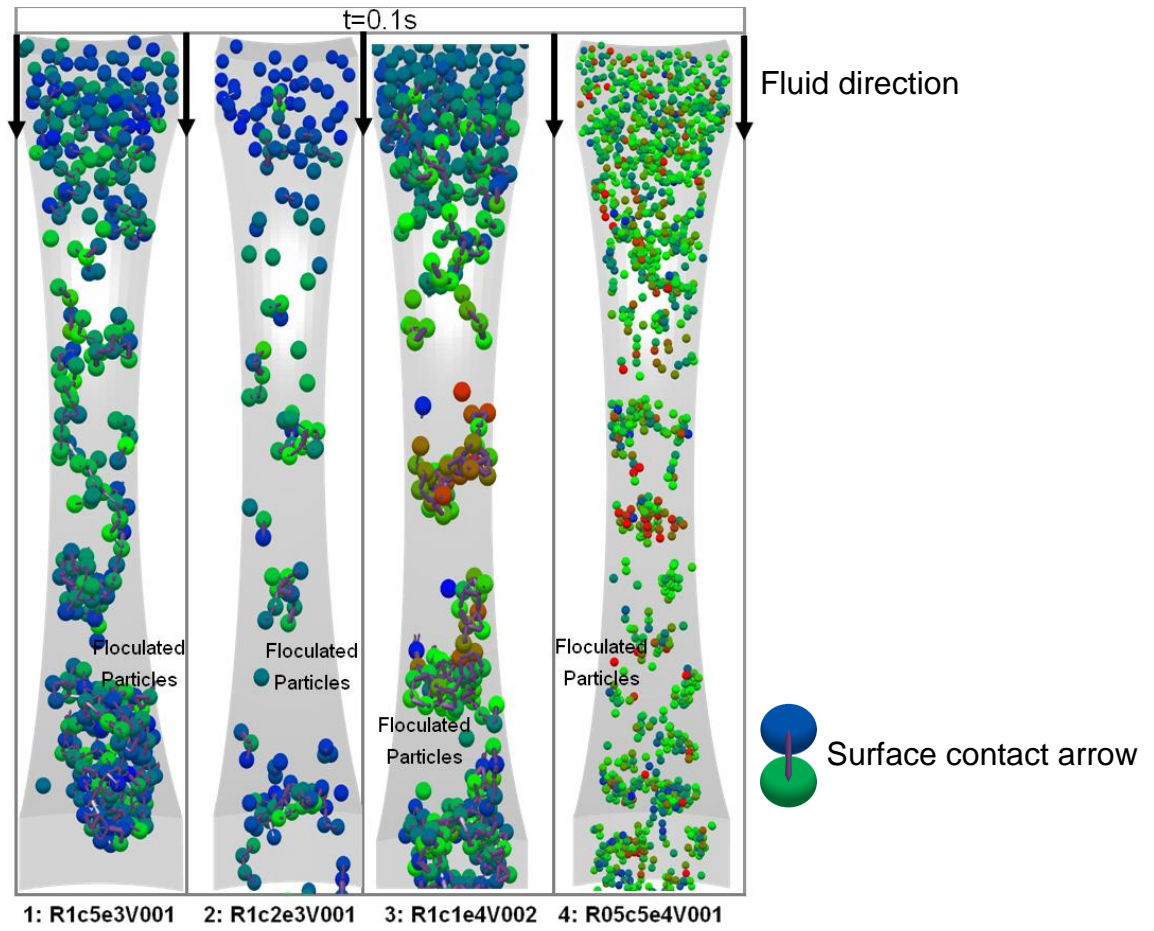 t=0.1s
Fluid direction
Floculated
Particles
Floculated
Particles
Floculated
Particles
Floculated
Particles
Surface contact arrow
1: R1c5e3V001
2: R1c2e3V001
3: R1c1e4V002
4: R05c5e4V001